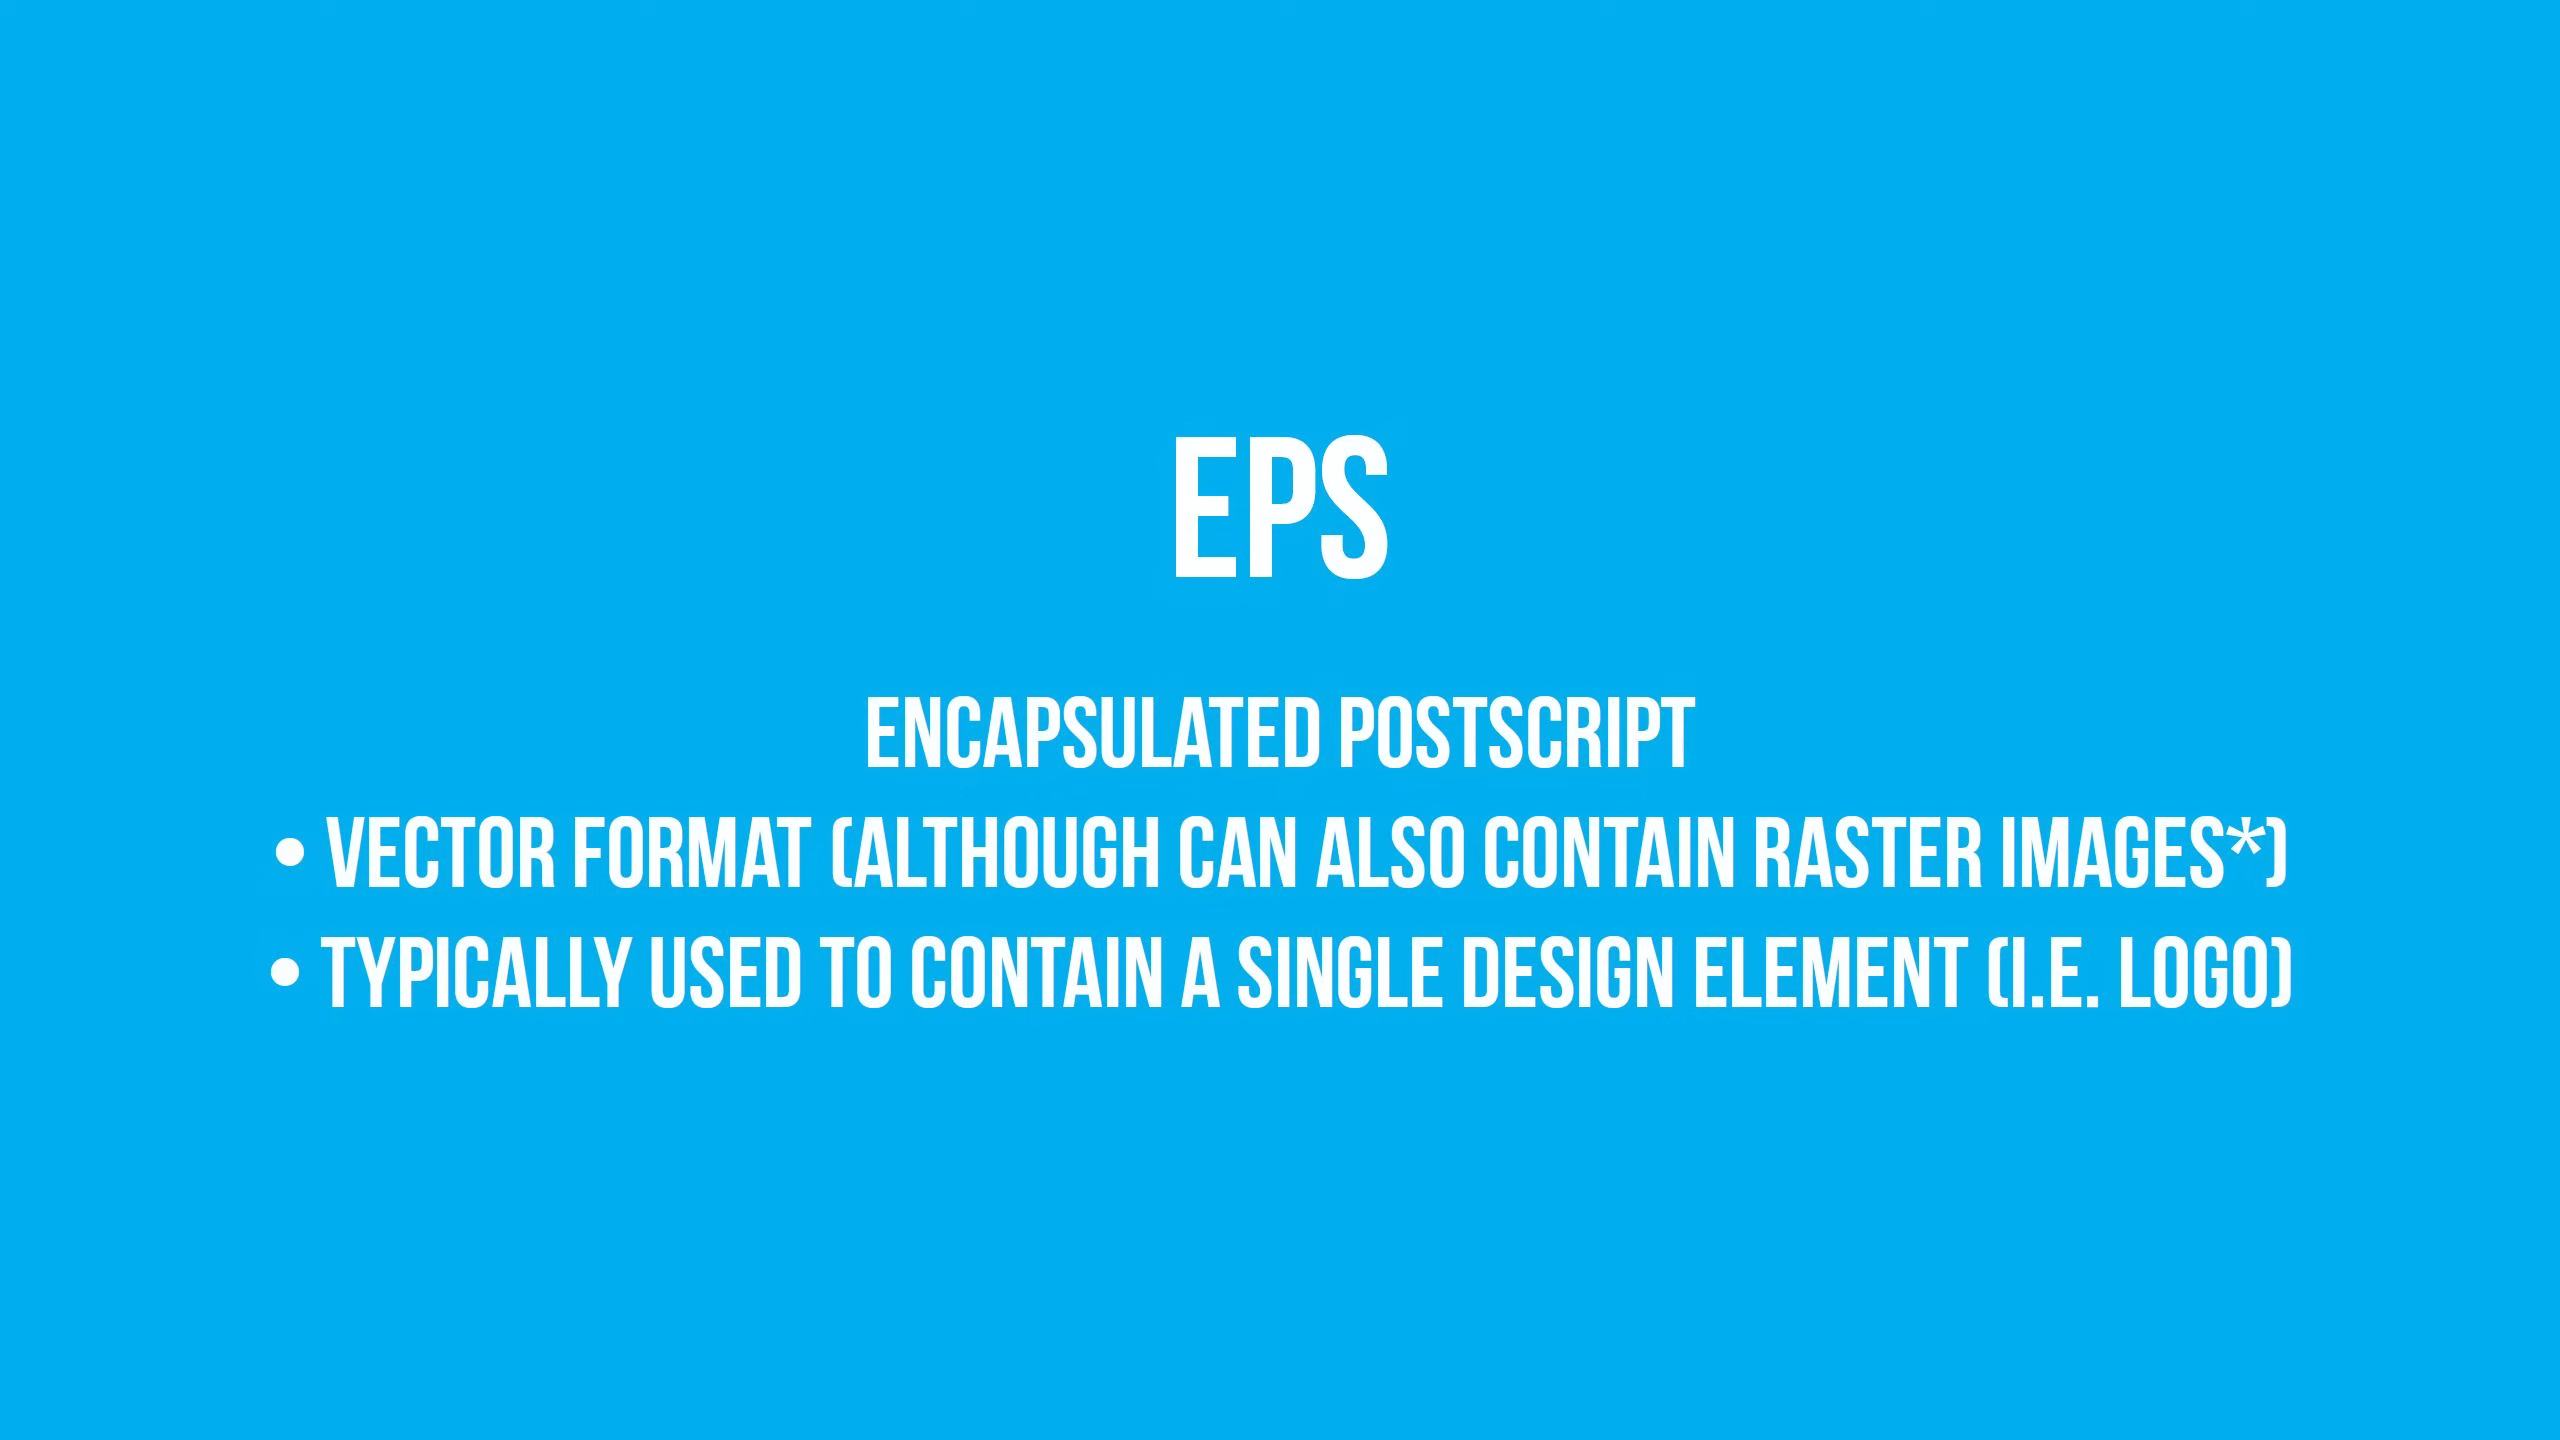 EPS
ENCAPSULATED POSTSCRIPT
• VECTOR FORMAT (ALTHOUGH CAN ALSO CONTAIN RASTER IMAGES*)
• TYPICALLY USED TO CONTAIN A SINGLE DESIGN ELEMENT (I.E. LOGO)